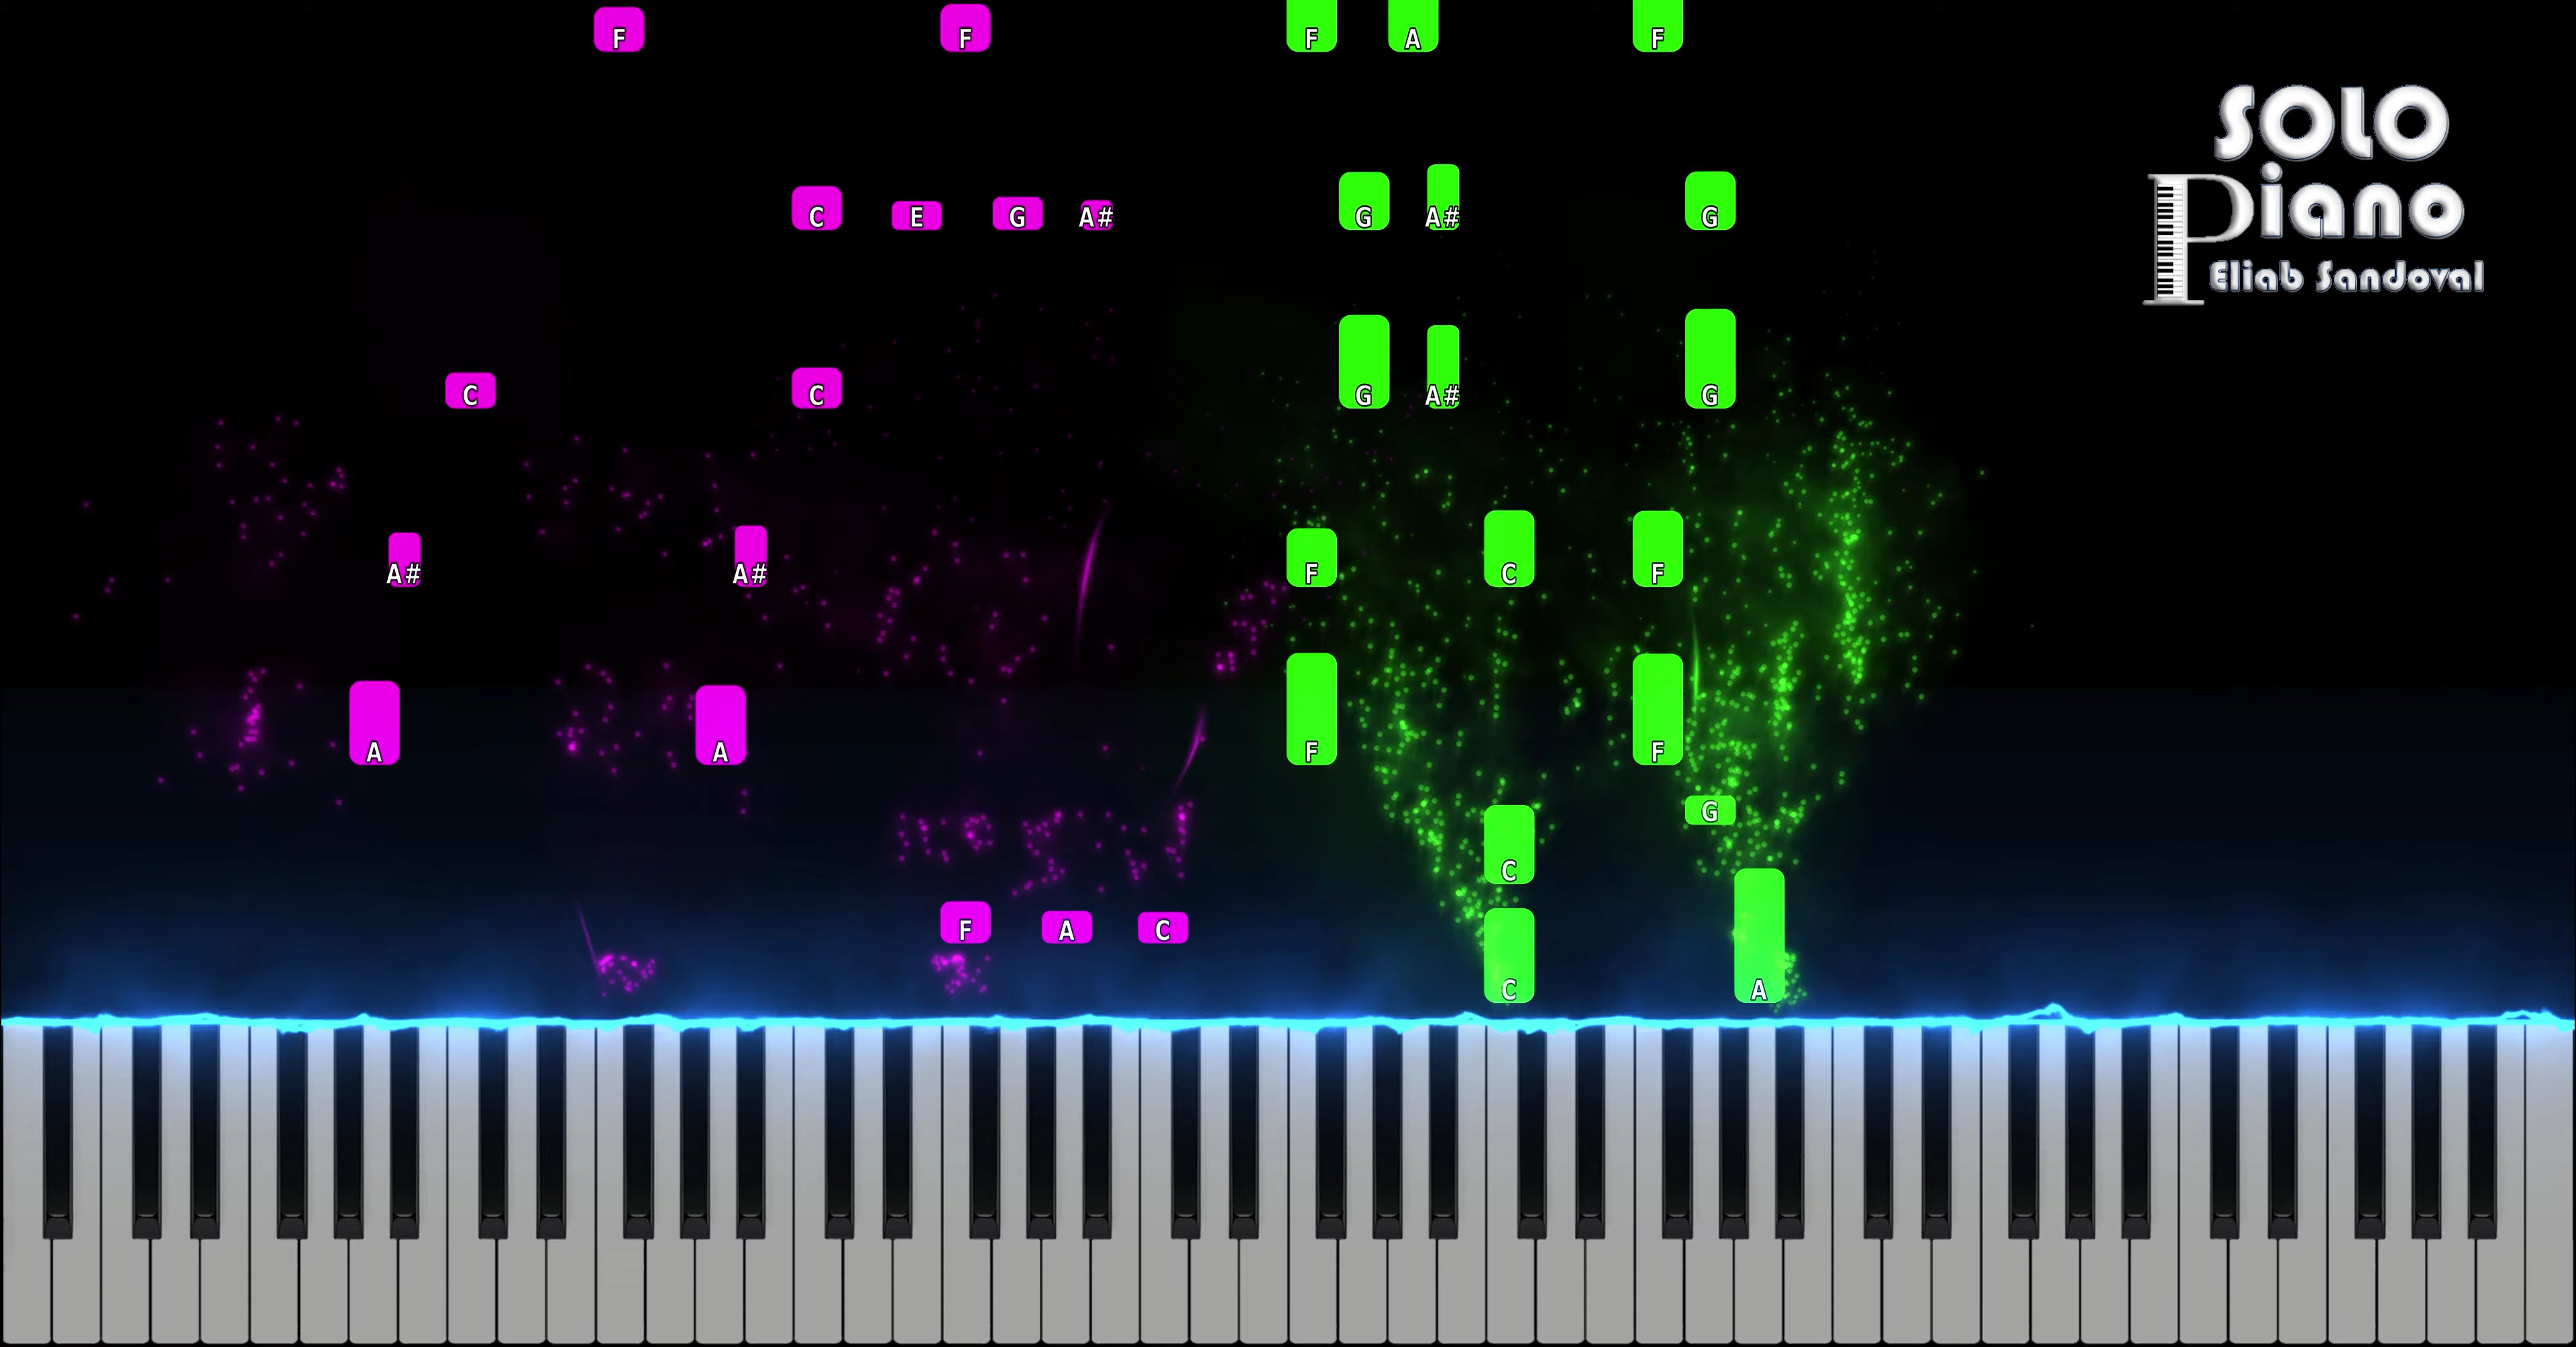 F F F A F
SOLO
Piano
Eliab Sandoval
C E G A# G A# G
C C G A# G
A# A# F C F
A A F F
G
C
F A C
C A